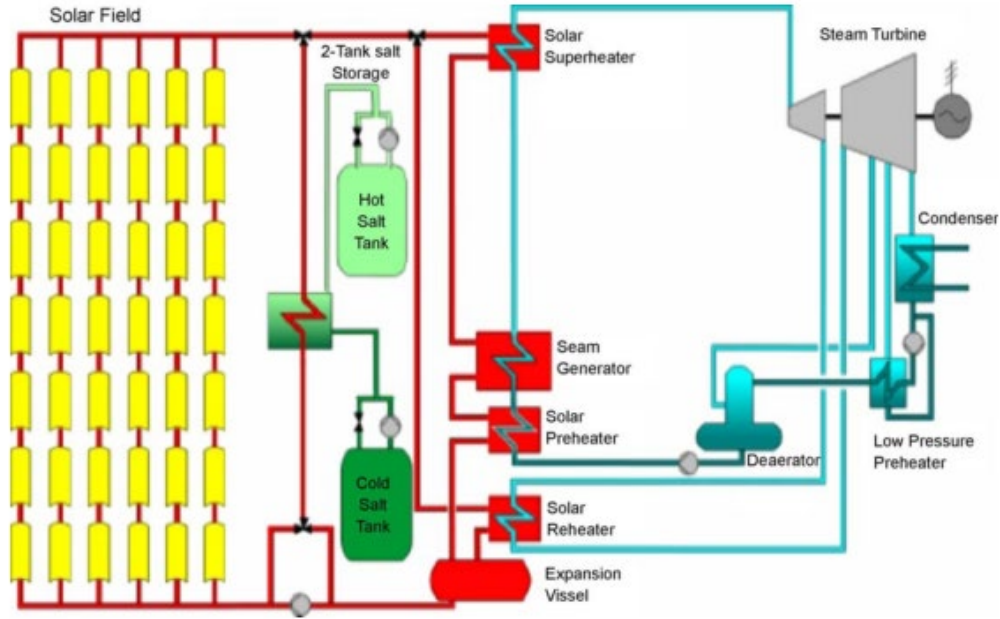 Solar Field
2-Tank salt
Storage
Solar
Superheater
Steam Turbine
Hot
Salt
Tank
Condenser
Seam
Generator
Solar
Preheater
Low Pressure
Preheater
Deaerator
Cold
Salt
Tank
Solar
Reheater
Expansion
Vissel